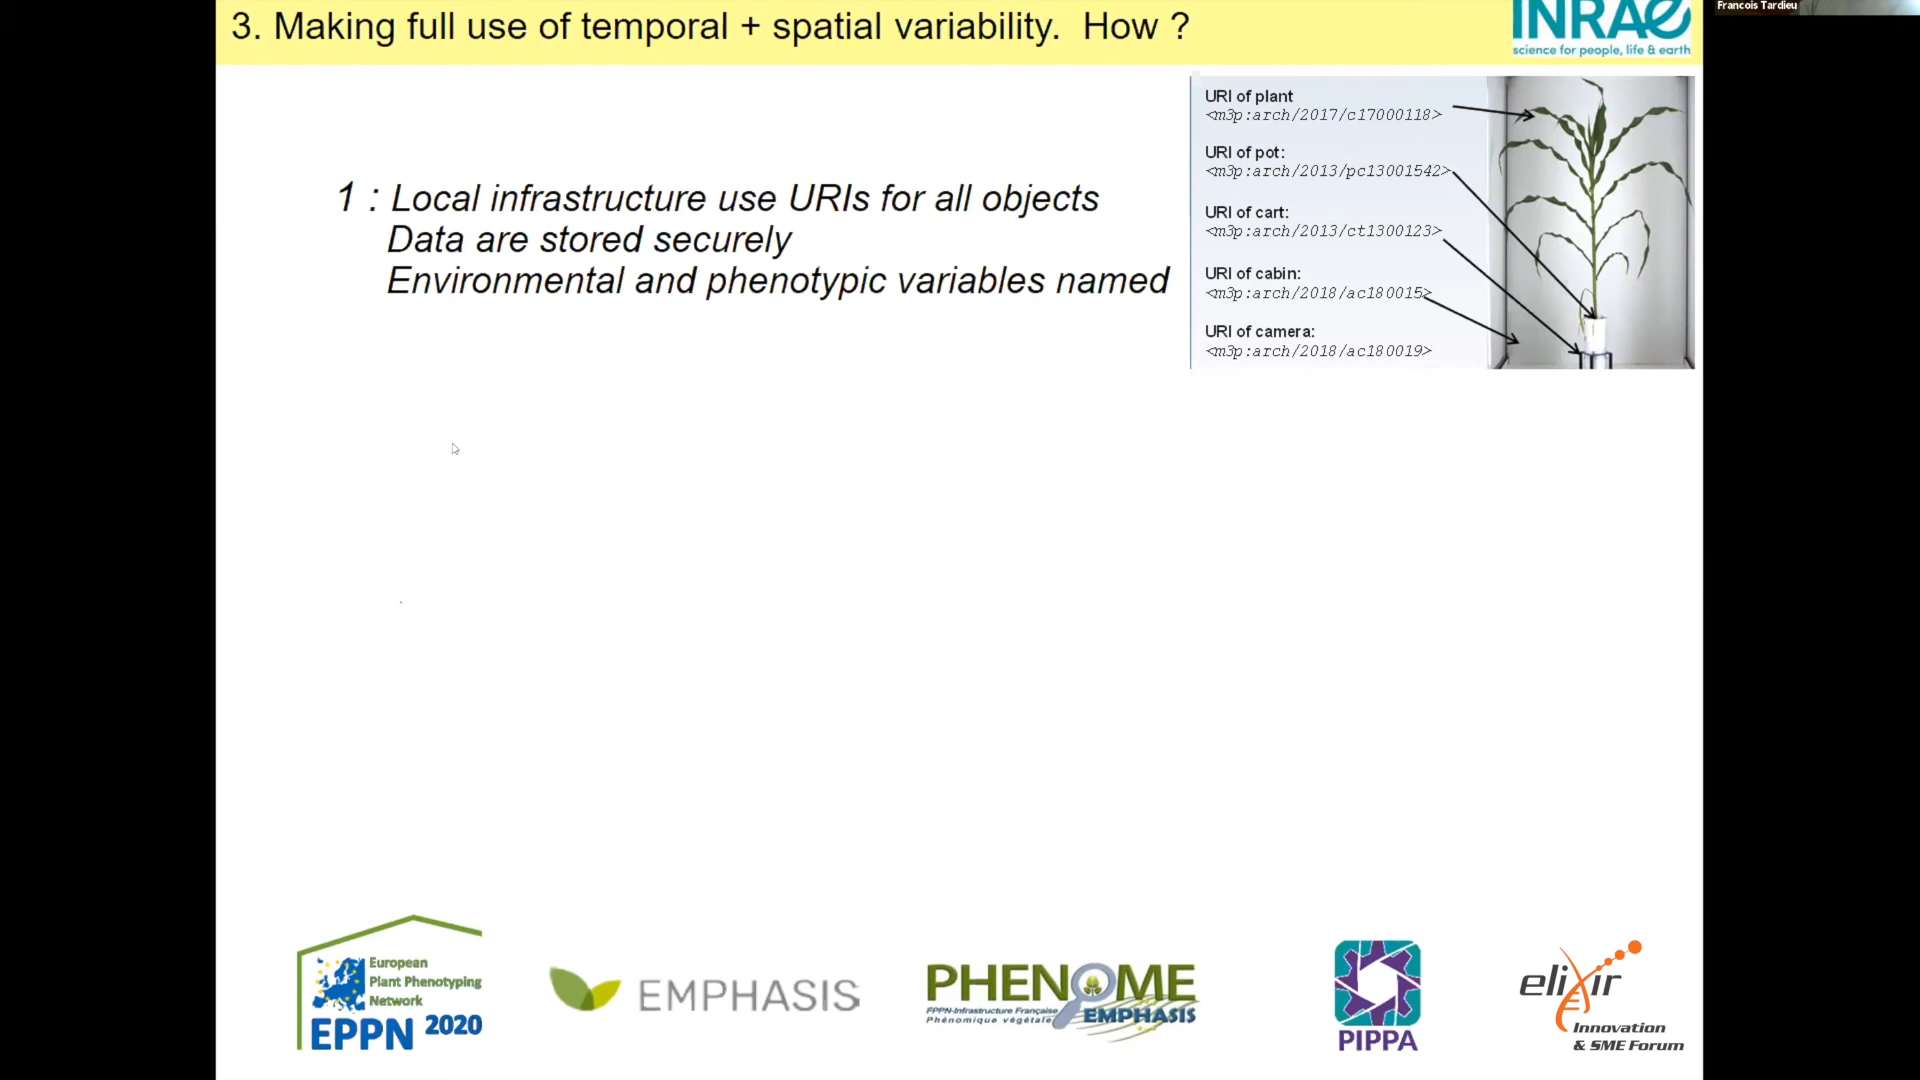 Francois Tardieu
3. Making full use of temporal + spatial variability. How ?
INRAE
science for people, life & earth
URI of plant
<m3p:arch/2017/c17000118>
URI of pot:
<m3p:arch/2013/pc13001542>
URI of cart:
<m3p:arch/2013/ct1300123>
URI of cabin:
<m3p:arch/2018/ac180015>
URI of camera:
<m3p:arch/2018/ac180019>
1 : Local infrastructure use URIs for all objects
Data are stored securely
Environmental and phenotypic variables named
European
Plant Phenotyping
Network
EPPN 2020
EMPHASIS
PHENOME
FPPN-Infrastructure Française
Phénomique végétale
EMPHASIS
PIPPA
elixir
Innovation
& SME Forum